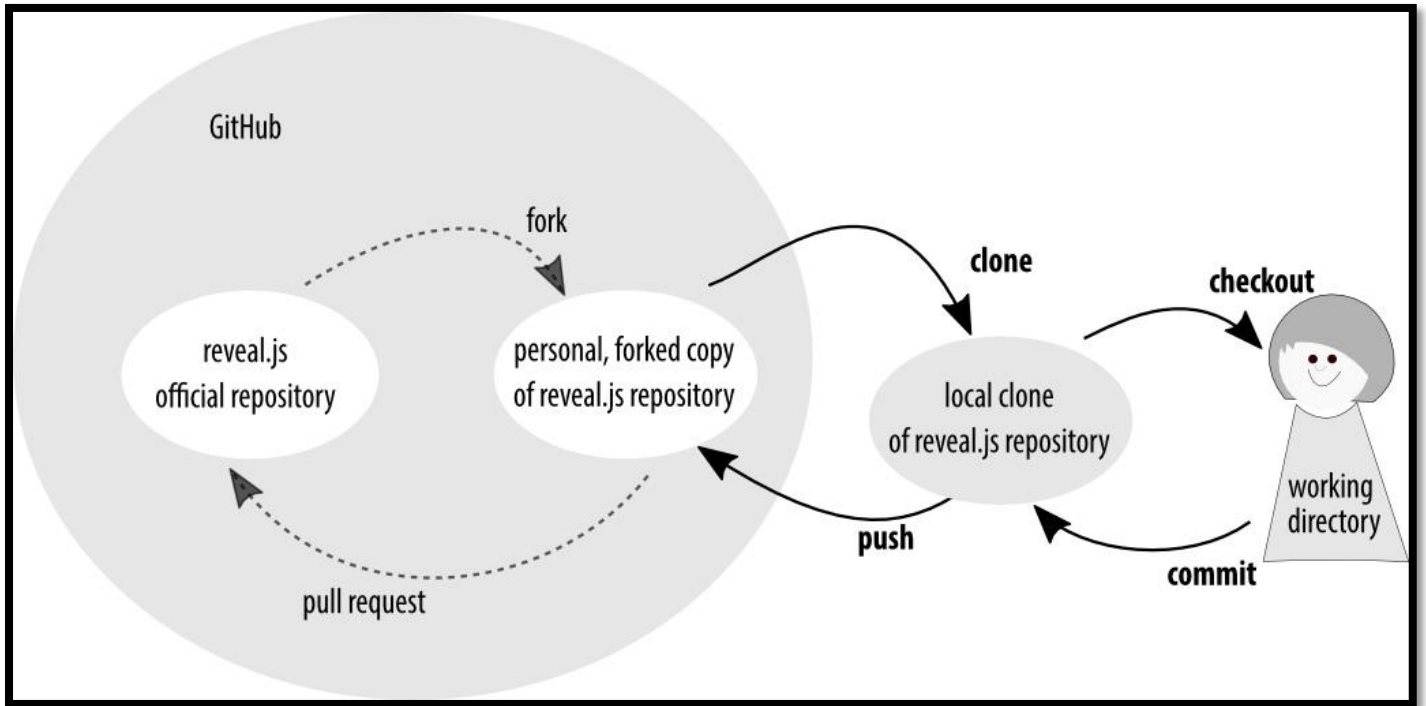 GitHub
fork
clone
checkout
reveal.js
official repository
personal, forked copy
of reveal.js repository
local clone
of reveal.js repository
working
directory
push
commit
pull request